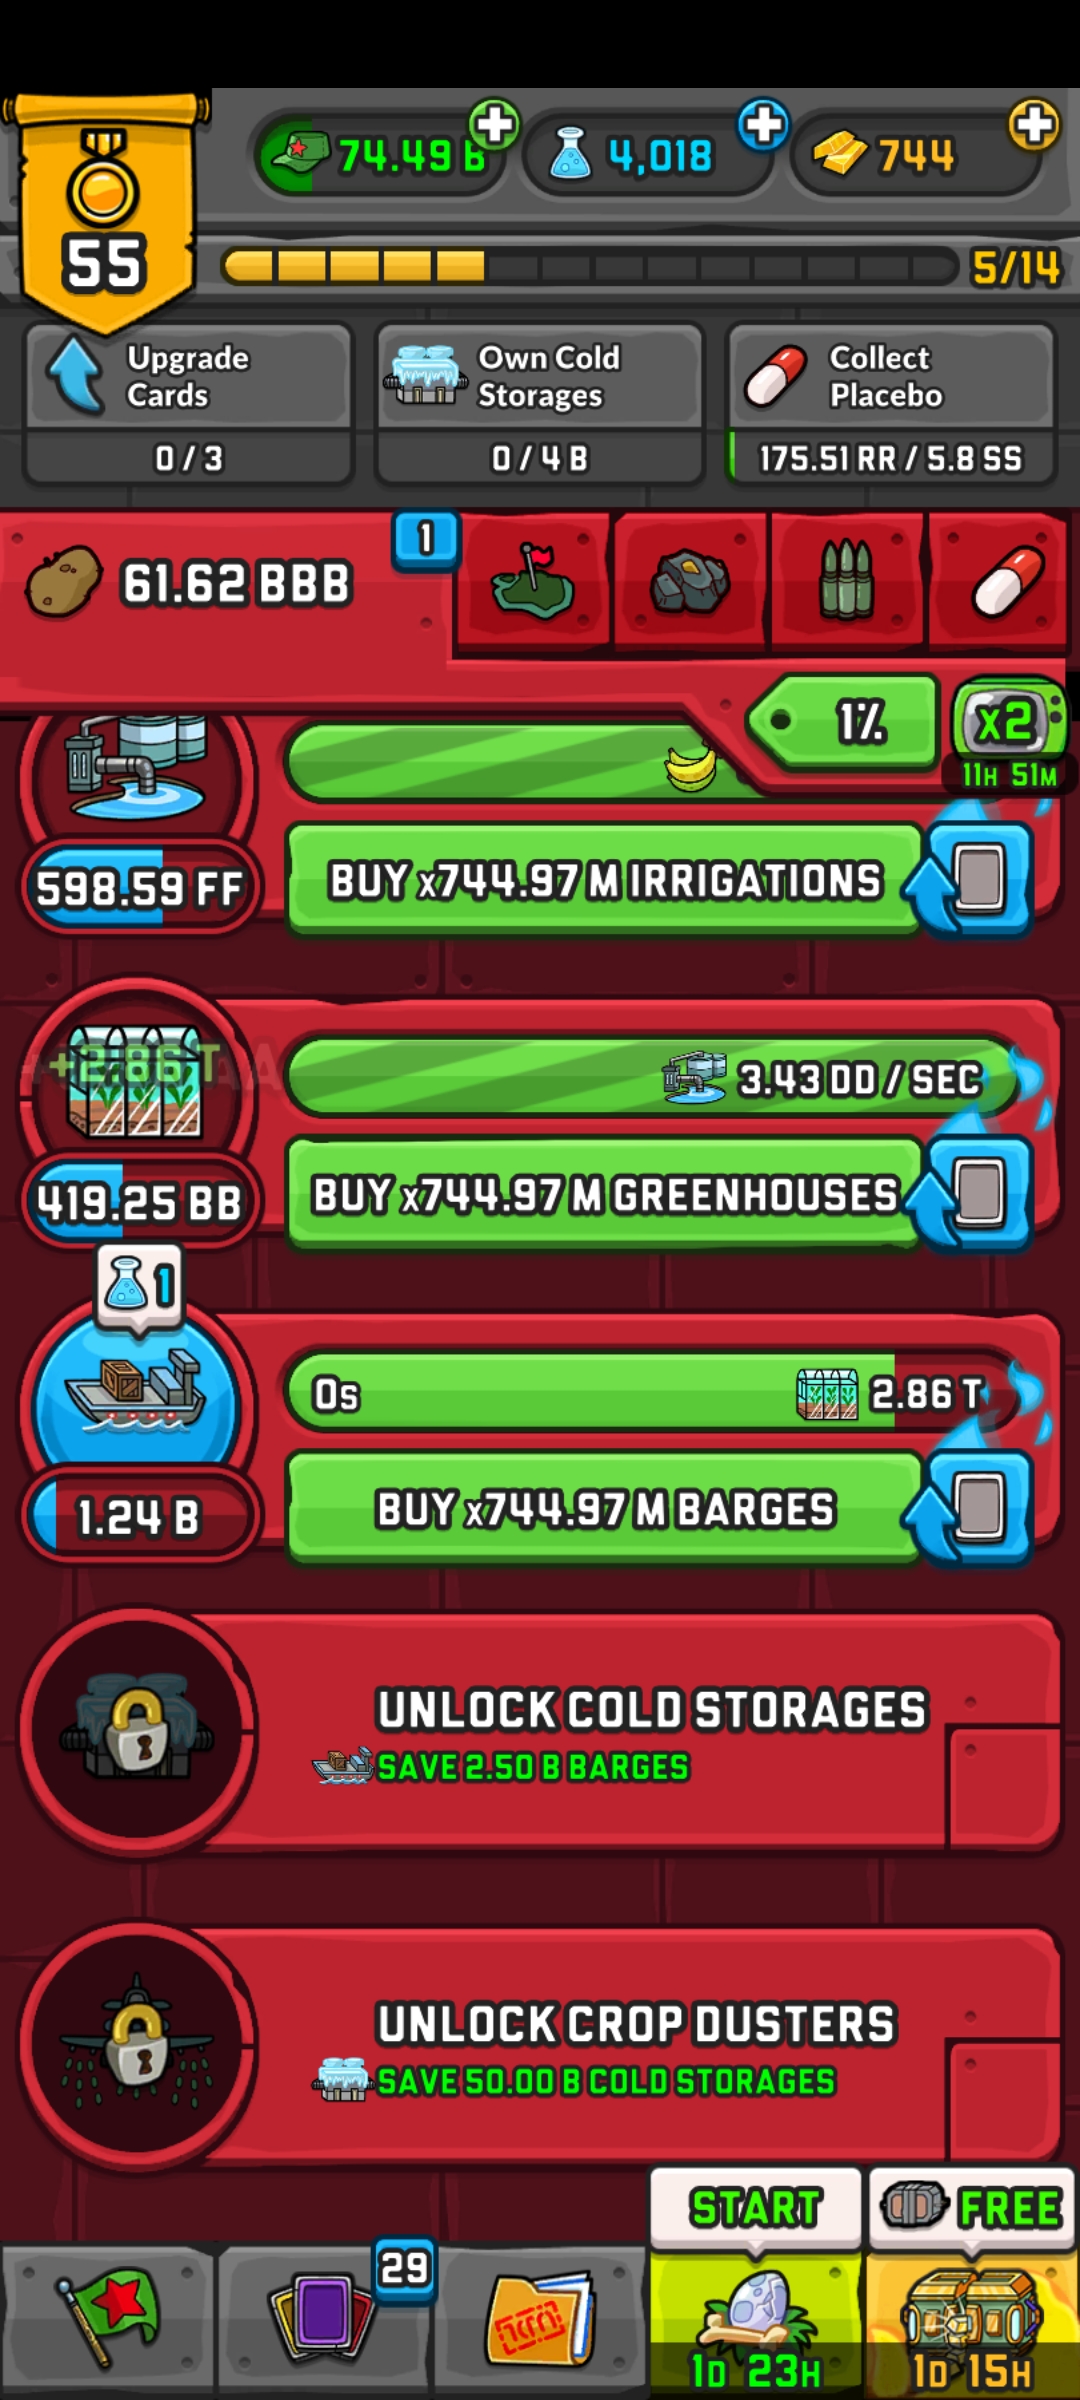 74.49 B
4,018
744
55
5/14
Upgrade
Cards
0 / 3
Own Cold
Storages
0 / 4 B
Collect
Placebo
175.51 RR / 5.8 SS
61.62 BBB
1
1%
x2
11H 51M
598.59 FF
BUY x744.97 M IRRIGATIONS
+2.86 T
3.43 DD / SEC
419.25 BB
BUY x744.97 M GREENHOUSES
1
0s
2.86 T
1.24 B
BUY x744.97 M BARGES
UNLOCK COLD STORAGES
SAVE 2.50 B BARGES
UNLOCK CROP DUSTERS
SAVE 50.00 B COLD STORAGES
START
FREE
29
1D 23H
1D 15H